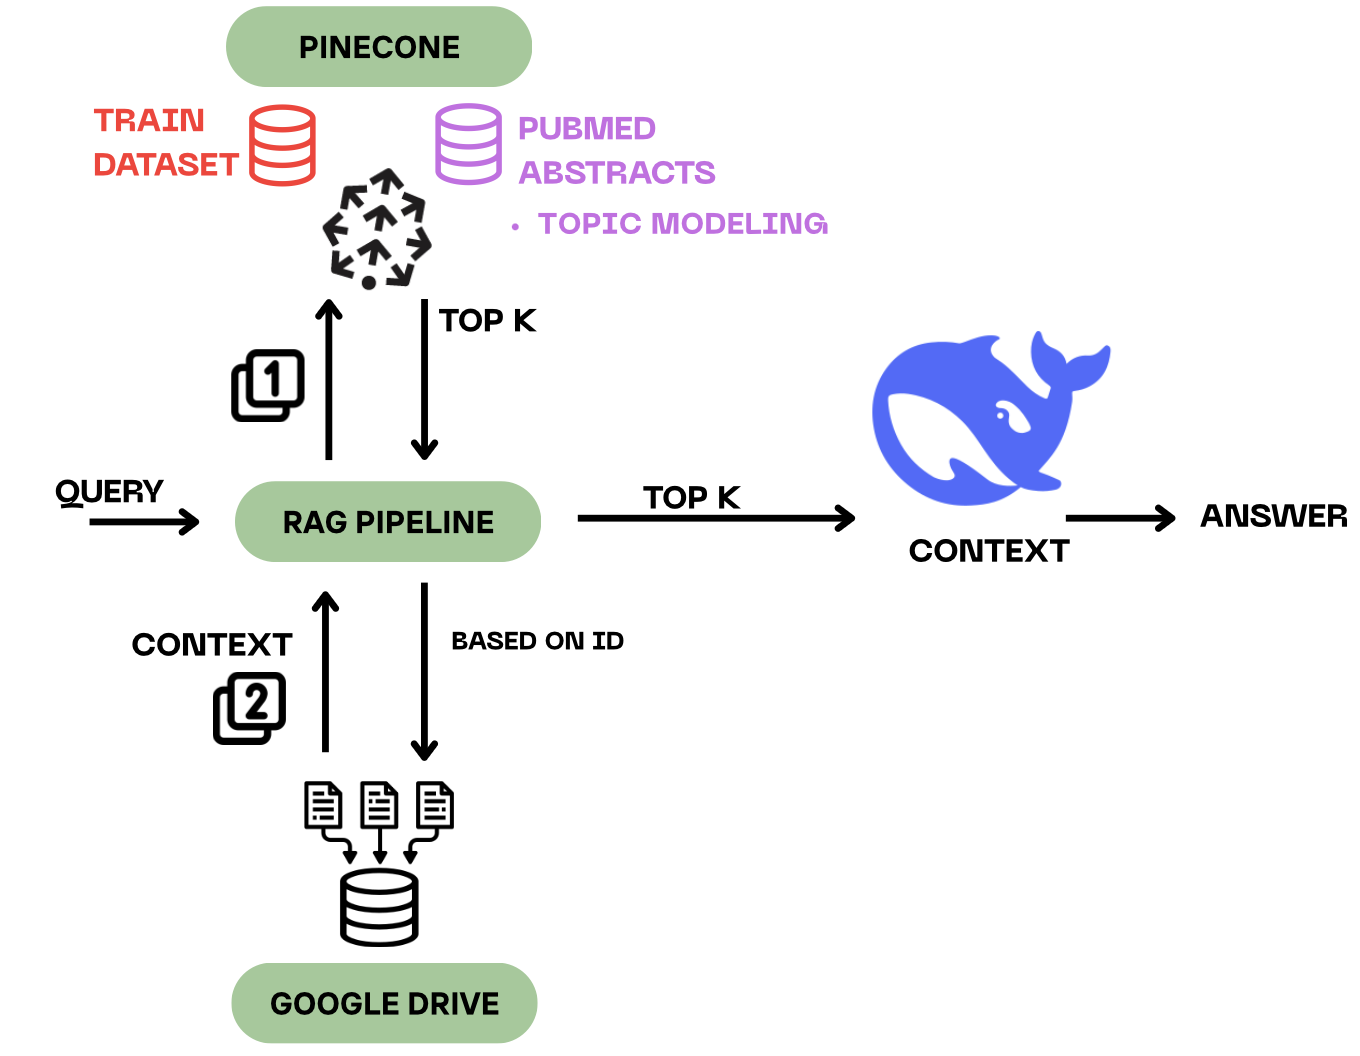 PINECONE
TRAIN
DATASET
PUBMED
ABSTRACTS
• TOPIC MODELING
TOP K
1
QUERY
RAG PIPELINE
TOP K
CONTEXT
ANSWER
CONTEXT
2
BASED ON ID
GOOGLE DRIVE